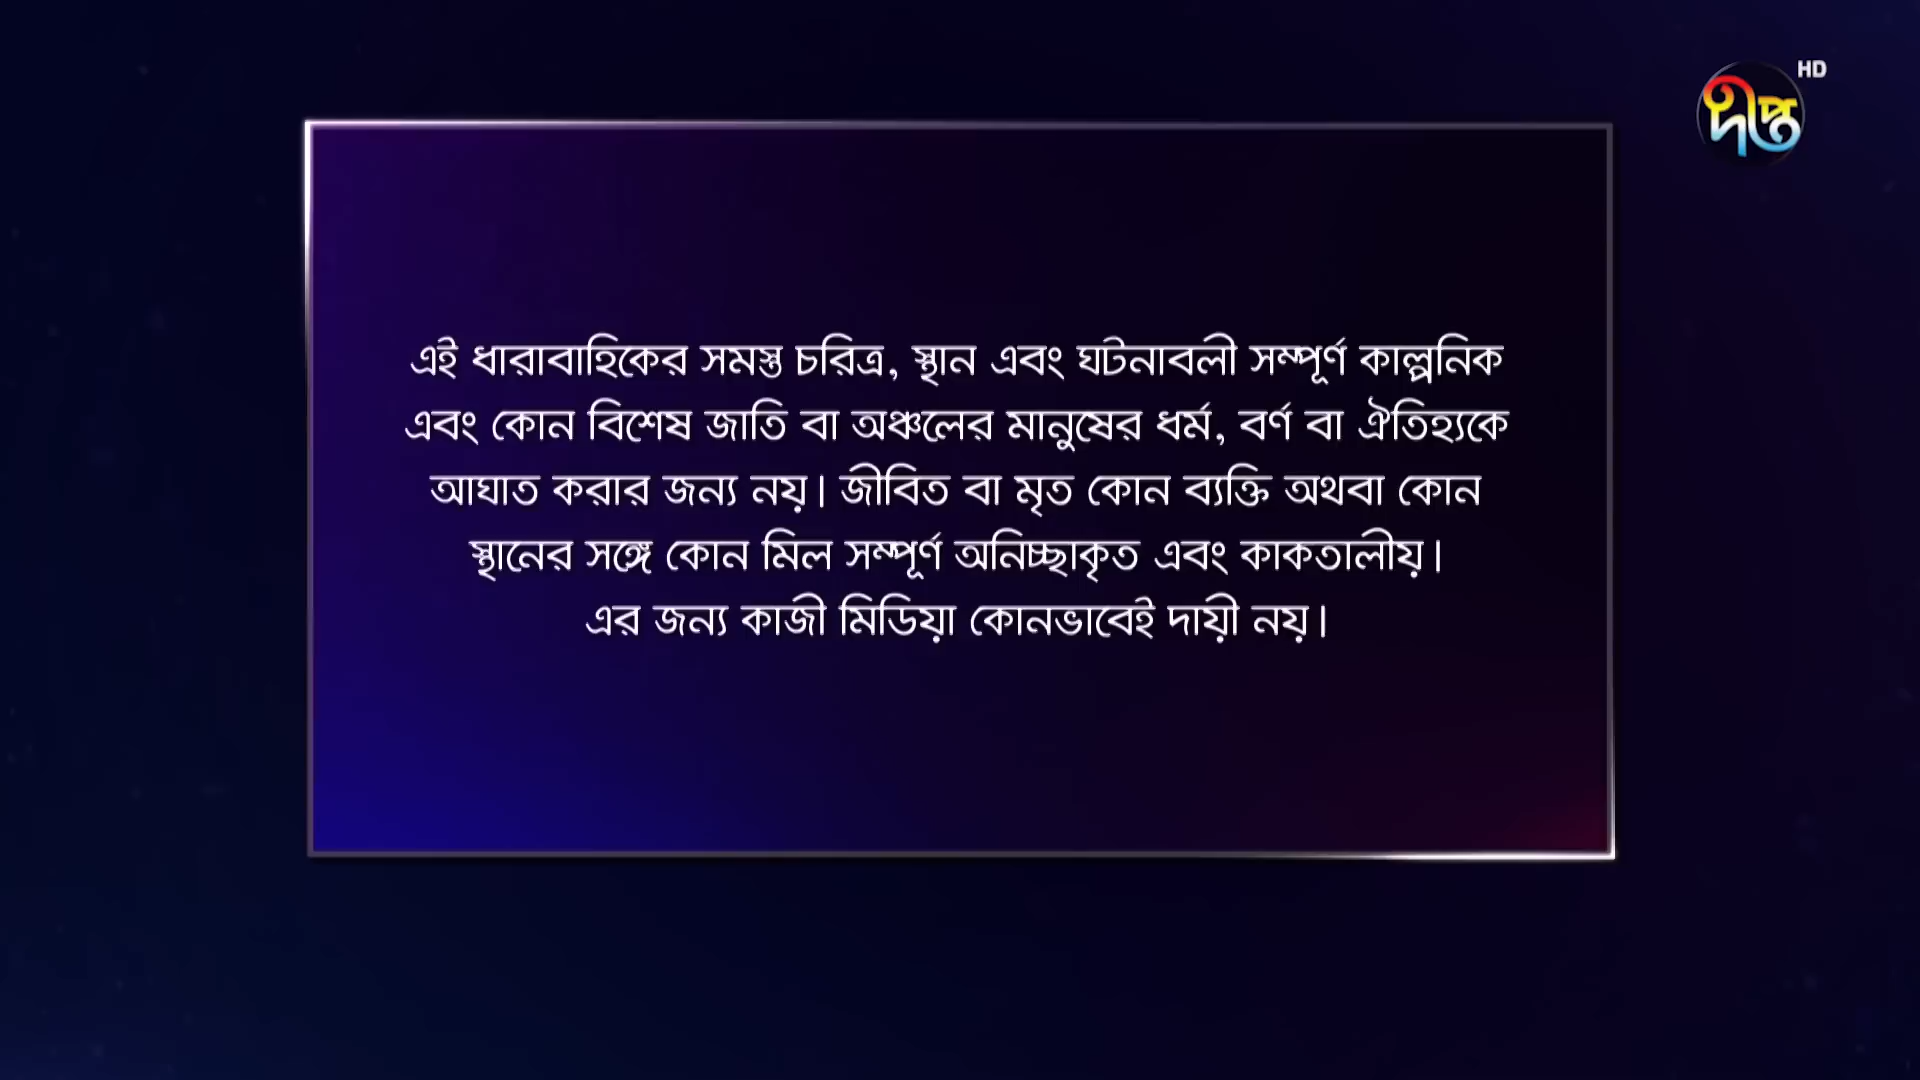 দীপ্ত HD
এই ধারাবাহিকের সমস্ত চরিত্র, স্থান এবং ঘটনাবলী সম্পূর্ণ কাল্পনিক
এবং কোন বিশেষ জাতি বা অঞ্চলের মানুষের ধর্ম, বর্ণ বা ঐতিহ্যকে
আঘাত করার জন্য নয়। জীবিত বা মৃত কোন ব্যক্তি অথবা কোন
স্থানের সঙ্গে কোন মিল সম্পূর্ণ অনিচ্ছাকৃত এবং কাকতালীয়।
এর জন্য কাজী মিডিয়া কোনভাবেই দায়ী নয়।